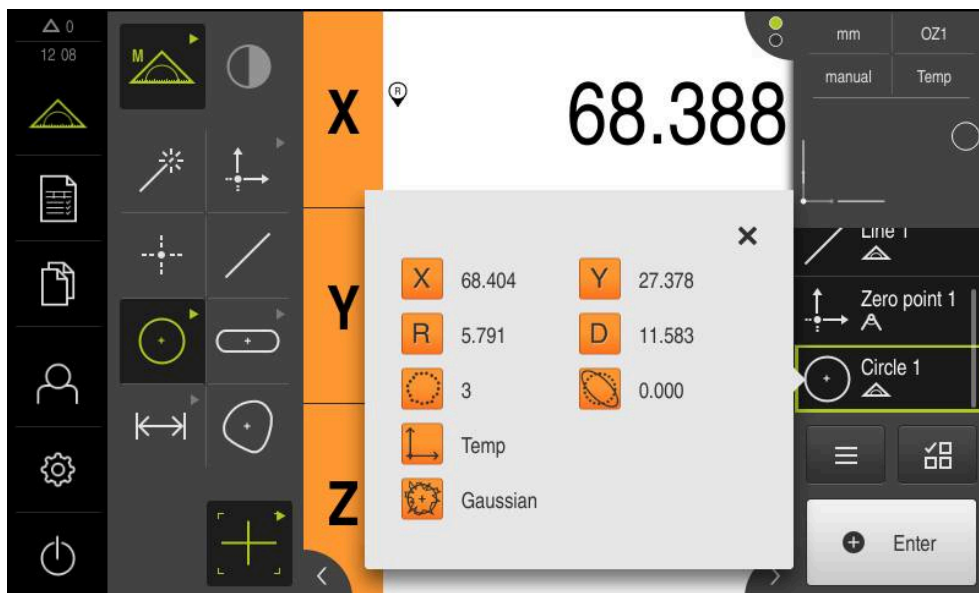 0
12 08
M
X
R
68.388
mm
OZ1
manual
Temp
Y
Z
X
68.404
Y
27.378
R
5.791
D
11.583
3
0.000
Temp
Gaussian
Line 1
Zero point 1
Circle 1
Enter